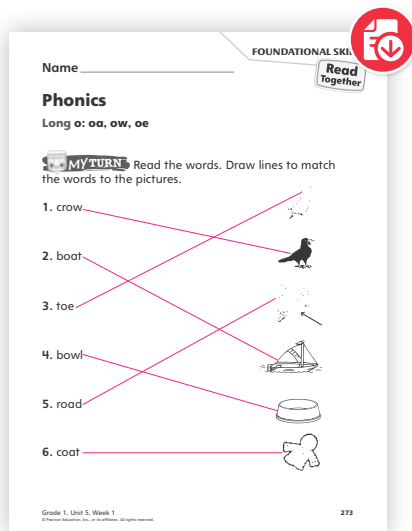 FOUNDATIONAL SKI
Name
Read
Together
Phonics
Long o: oa, ow, oe
MY TURN Read the words. Draw lines to match
the words to the pictures.
1. crow
2. boat
3. toe
4. bowl
5. road
6. coat
Grade 1, Unit 5, Week 1
© Pearson Education, Inc., or its affiliates. All rights reserved.
273